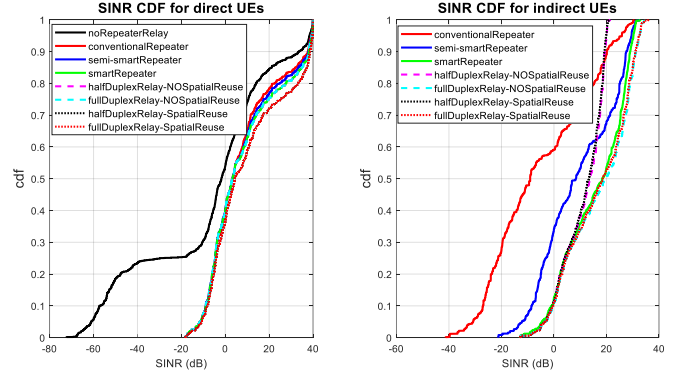 SINR CDF for direct UEs
1
0.9
0.8
0.7
0.6
0.5
0.4
0.3
0.2
0.1
0
cdf
noRepeaterRelay
conventionalRepeater
semi-smartRepeater
smartRepeater
halfDuplexRelay-NOSpatialReuse
fullDuplexRelay-NOSpatialReuse
halfDuplexRelay-SpatialReuse
fullDuplexRelay-SpatialReuse
-80 -60 -40 -20 0 20 40
SINR (dB)
SINR CDF for indirect UEs
1
0.9
0.8
0.7
0.6
0.5
0.4
0.3
0.2
0.1
0
cdf
conventionalRepeater
semi-smartRepeater
smartRepeater
halfDuplexRelay-NOSpatialReuse
fullDuplexRelay-NOSpatialReuse
halfDuplexRelay-SpatialReuse
fullDuplexRelay-SpatialReuse
-60 -40 -20 0 20 40
SINR (dB)